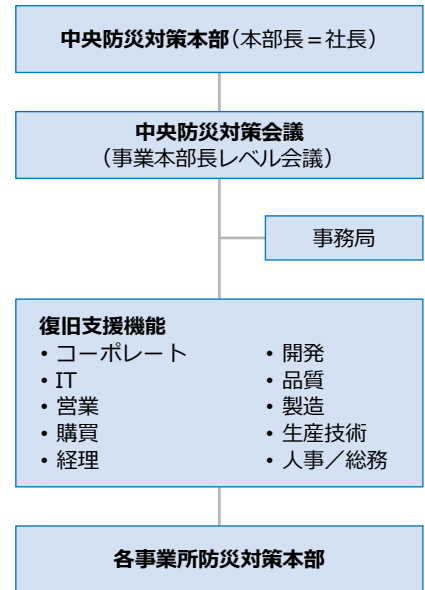 中央防災対策本部（本部長＝社長）
中央防災対策会議
（事業本部長レベル会議）
事務局
復旧支援機能
・コーポレート
・IT
・営業
・購買
・経理
・開発
・品質
・製造
・生産技術
・人事／総務
各事業所防災対策本部